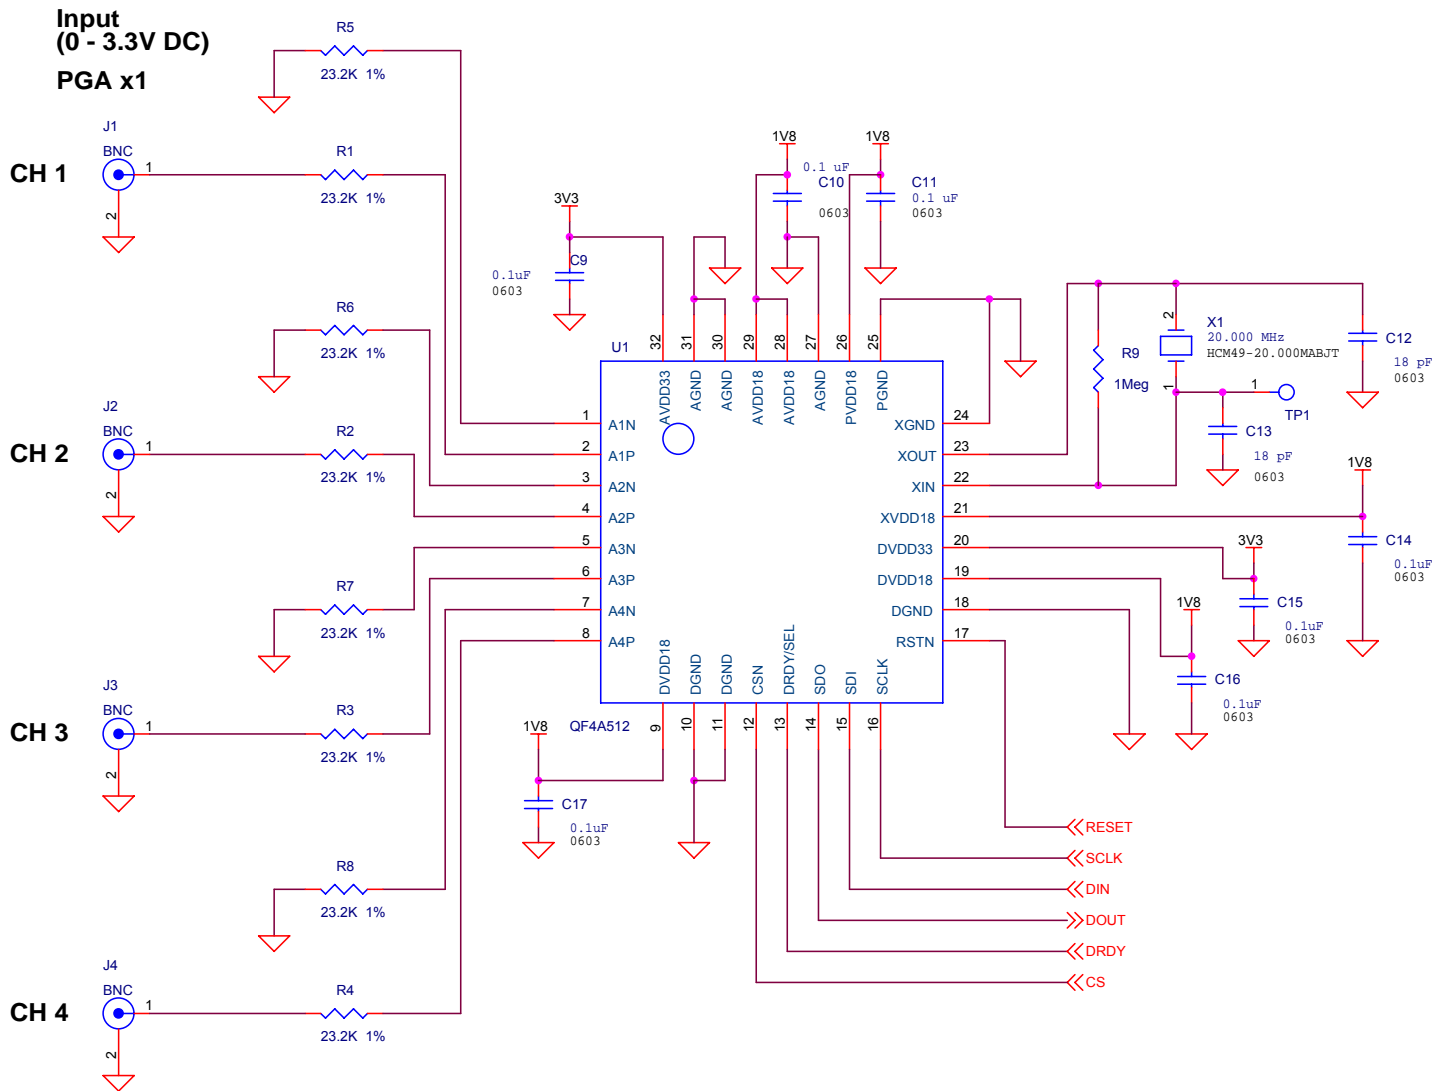 Input
(0 - 3.3V DC)
PGA x1
R5
23.2K 1%
J1
BNC
CH 1
1
2
R1
23.2K 1%
R6
23.2K 1%
J2
BNC
CH 2
1
2
R2
23.2K 1%
R7
23.2K 1%
J3
BNC
CH 3
1
2
R3
23.2K 1%
R8
23.2K 1%
J4
BNC
CH 4
1
2
R4
23.2K 1%
3V3
C9
0.1uF
0603
1V8
0.1 uF
C10
0603
1V8
C11
0.1 uF
0603
U1
32
31
30
29
28
27
26
25
AVDD33
AGND
AGND
AVDD18
AVDD18
AGND
PVDD18
PGND
1
A1N
2
A1P
3
A2N
4
A2P
5
A3N
6
A3P
7
A4N
8
A4P
XGND
24
XOUT
23
XIN
22
XVDD18
21
DVDD33
20
DVDD18
19
DGND
18
RSTN
17
DVDD18
DGND
DGND
CSN
DRDY/SEL
SDO
SDI
SCLK
9
10
11
12
13
14
15
16
QF4A512
1V8
C17
0.1uF
0603
R9
1Meg
2
1
X1
20.000 MHz
HCM49-20.000MABJT
C12
18 pF
0603
1
TP1
C13
18 pF
0603
1V8
C14
0.1uF
0603
3V3
C15
0.1uF
0603
1V8
C16
0.1uF
0603
RESET
SCLK
DIN
DOUT
DRDY
CS